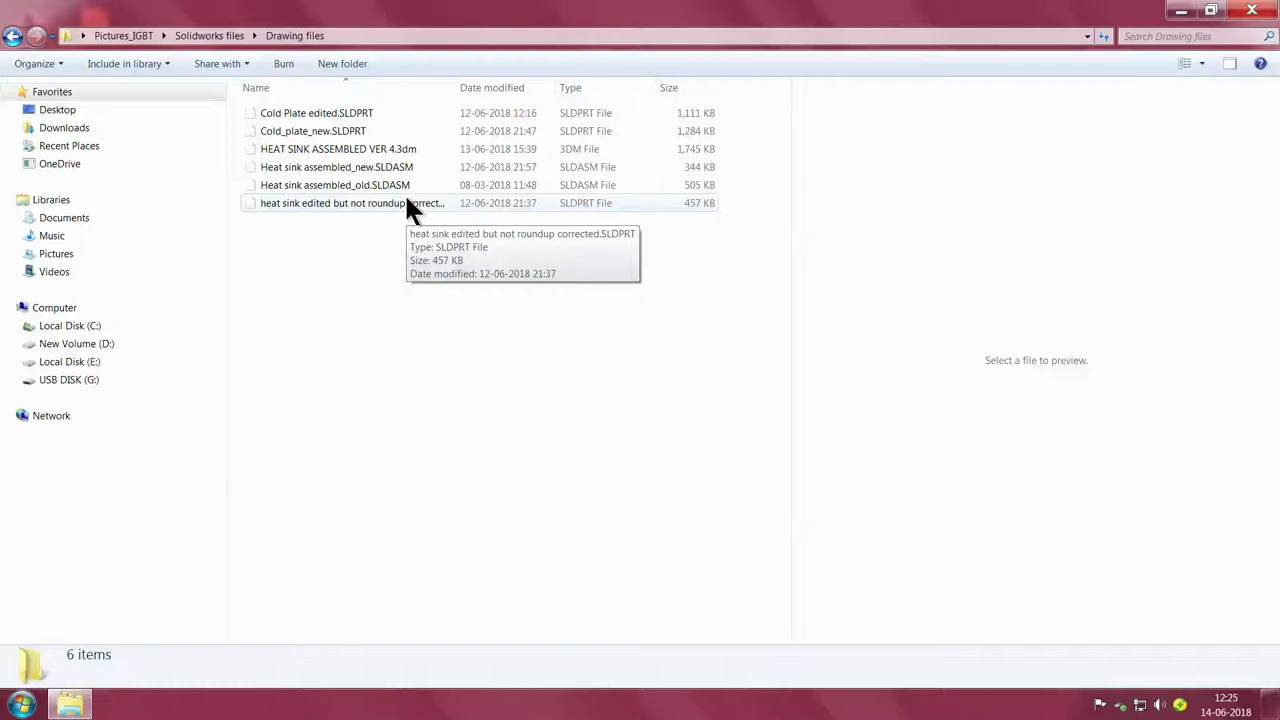 Pictures_IGBT Solidworks files Drawing files Search Drawing files
Organize Include in library Share with Burn New folder
Name Date modified Type Size
Favorites
Desktop
Downloads
Recent Places
OneDrive
Libraries
Documents
Music
Pictures
Videos
Computer
Local Disk (C:)
New Volume (D:)
Local Disk (E:)
USB DISK (G:)
Network
Cold Plate edited.SLDPRT 12-06-2018 12:16 SLDPRT File 1,111 KB
Cold_plate_new.SLDPRT 12-06-2018 21:47 SLDPRT File 1,284 KB
HEAT SINK ASSEMBLED VER 4.3dm 13-06-2018 15:39 3DM File 1,745 KB
Heat sink assembled_new.SLDASM 12-06-2018 21:57 SLDASM File 344 KB
Heat sink assembled_old.SLDASM 08-03-2018 11:48 SLDASM File 505 KB
heat sink edited but not roundup correct... 12-06-2018 21:37 SLDPRT File 457 KB
heat sink edited but not roundup corrected.SLDPRT
Type: SLDPRT File
Size: 457 KB
Date modified: 12-06-2018 21:37
Select a file to preview.
6 items
12:25
14-06-2018